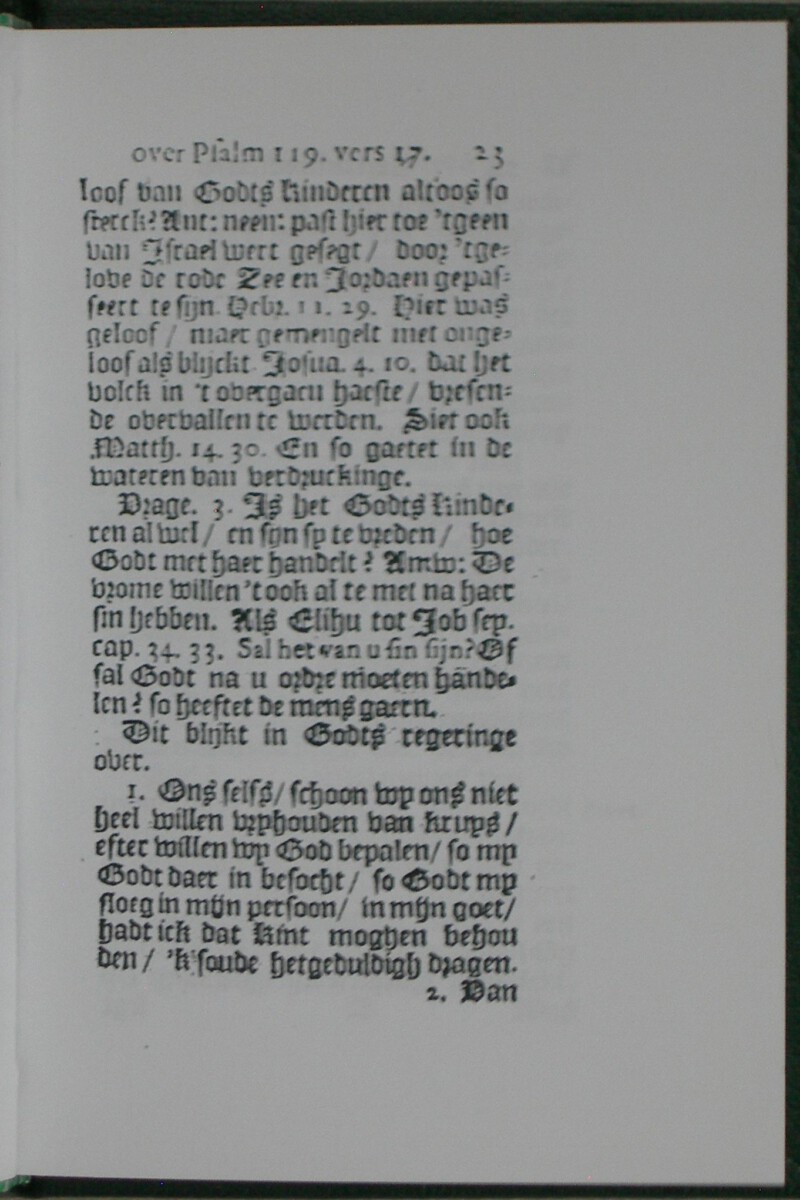 over Psalm 119. vers 17. 23
loof van Godts kinderen altoos so
sterck? Ant: neen: past hier toe 'tgeen
van Israel wert gesegt / door 'tge-
lobe de rode Zee en Jordaen gepas-
seert te sijn. Hebr. 11. 29. Hier was
geloof / maer gemengelt met onge-
loof als blijckt Josua. 4. 10. dat het
volck in 't overgaen haeste / vresen-
de overvallen te werden. Siet ook
Matth. 14. 30. En so gaetet in de
wateren van verdruckinge.
Vrage. 3. Is het Godts kinde-
ren al wel / en sijn sy te vreden / hoe
Godt met haer handelt? Antw: De
vrome willen 't ook al te met na haer
sin hebben. Als Elihu tot Job sey.
cap. 34. 33. Sal het van u sin sijn? Of
sal Godt na u ordre moeten hande-
len? so heeftet de mens gaern.
Dit blijkt in Godts regeringe
over.
1. Ons selfs / schoon wy ons niet
heel willen vryhouden van kruys /
efter willen wy God bepalen / so my
Godt daer in besocht / so Godt my
sloeg in mijn persoon / in mijn goet /
hadt ick dat kint moghen behou
den / 'k soude hetgeduldigh dragen.
2. Van